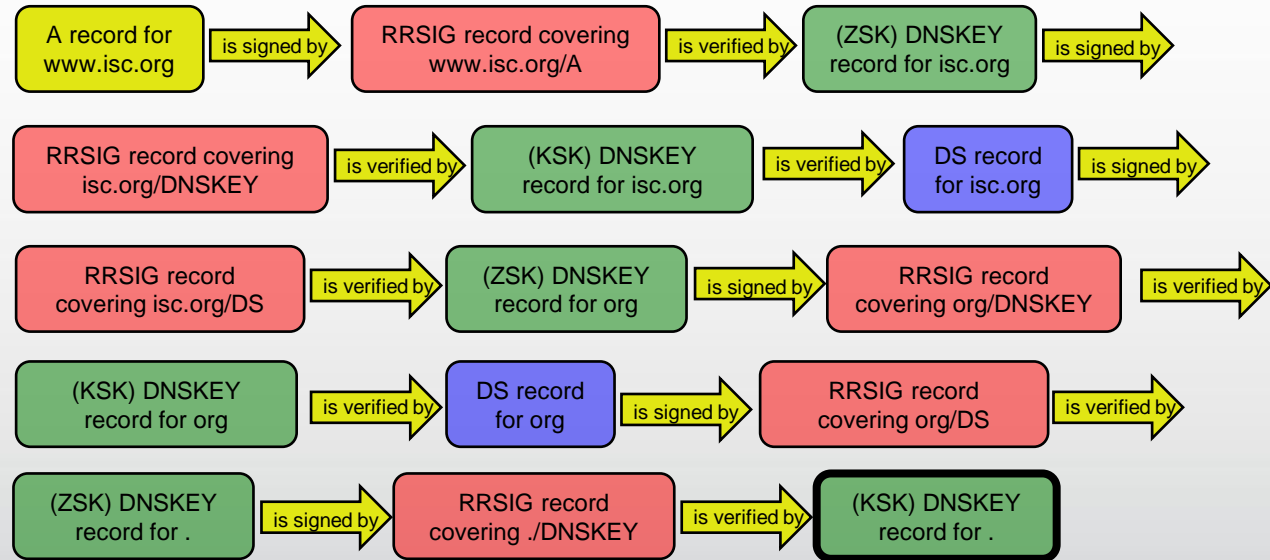 A record for
www.isc.org
is signed by
RRSIG record covering
www.isc.org/A
is verified by
(ZSK) DNSKEY
record for isc.org
is signed by
RRSIG record covering
isc.org/DNSKEY
is verified by
(KSK) DNSKEY
record for isc.org
is verified by
DS record
for isc.org
is signed by
RRSIG record
covering isc.org/DS
is verified by
(ZSK) DNSKEY
record for org
is signed by
RRSIG record
covering org/DNSKEY
is verified by
(KSK) DNSKEY
record for org
is verified by
DS record
for org
is signed by
RRSIG record
covering org/DS
is verified by
(ZSK) DNSKEY
record for .
is signed by
RRSIG record
covering ./DNSKEY
is verified by
(KSK) DNSKEY
record for .